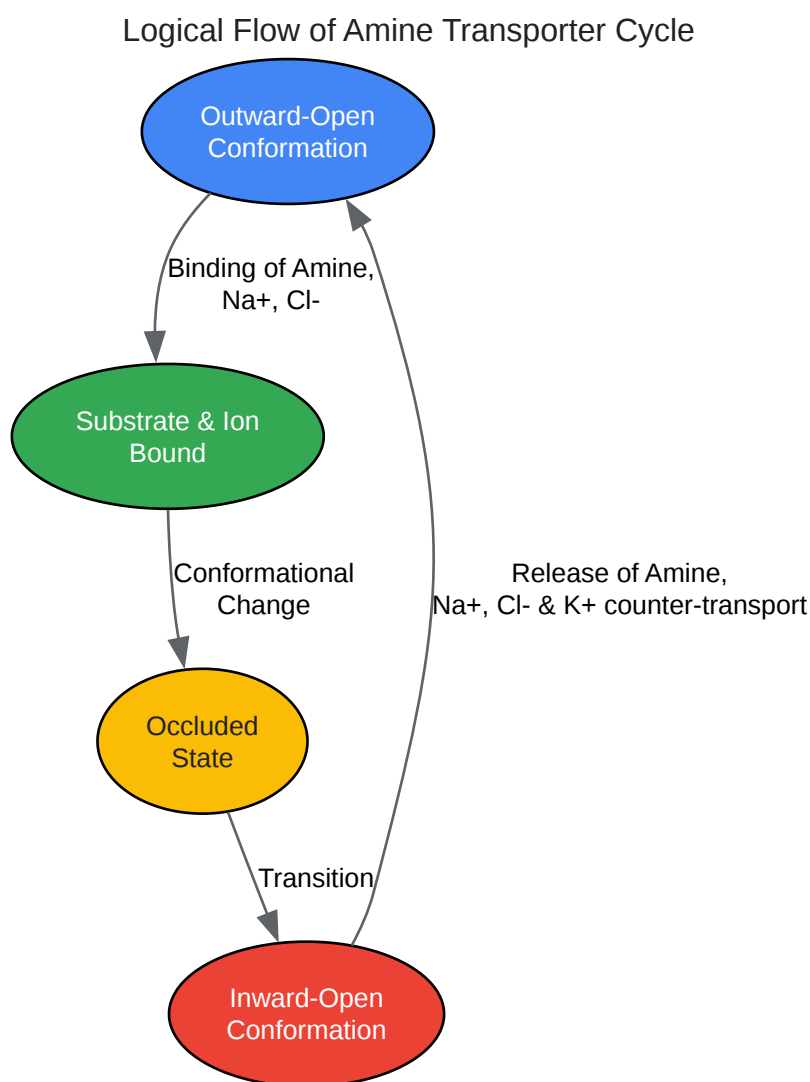 Logical Flow of Amine Transporter Cycle
Outward-Open
Conformation
Binding of Amine,
Na+, Cl-
Substrate & Ion
Bound
Conformational
Change
Release of Amine,
Na+, Cl- & K+ counter-transport
Occluded
State
Transition
Inward-Open
Conformation